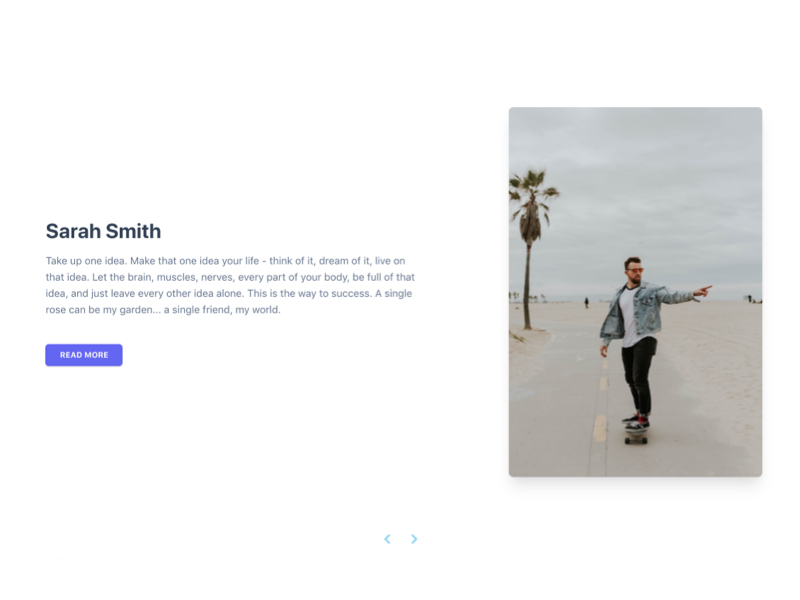 Sarah Smith
Take up one idea. Make that one idea your life - think of it, dream of it, live on
that idea. Let the brain, muscles, nerves, every part of your body, be full of that
idea, and just leave every other idea alone. This is the way to success. A single
rose can be my garden... a single friend, my world.
READ MORE